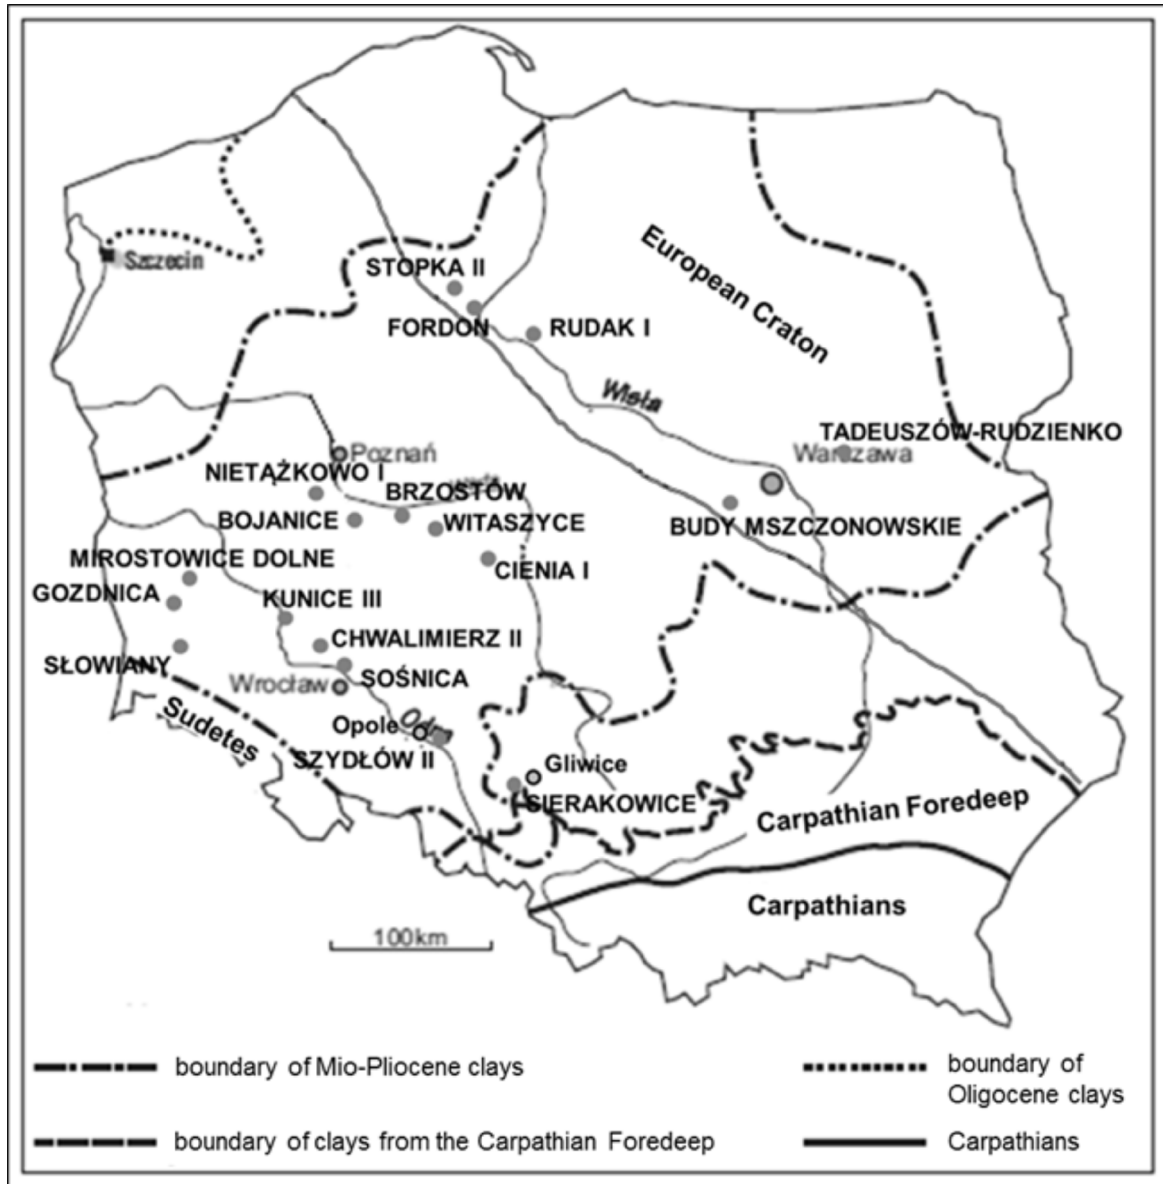 European Craton
Szczecin
STOPKA II
FORDON
RUDAK I
Wisła
TADEUSZÓW-RUDZIENKO
Warszawa
Poznań
NIETĄŻKOWO I
BRZOSTÓW
BOJANICE
WITASZYCE
BUDY MSZCZONOWSKIE
MIROSTOWICE DOLNE
CIENIA I
GOZDNICA
KUNICE III
CHWALIMIERZ II
SŁOWIANY
SOŚNICA
Wrocław
Sudetes
Odra
Opole
SZYDŁÓW II
Gliwice
SIERAKOWICE
Carpathian Foredeep
Carpathians
100km
boundary of Mio-Pliocene clays
boundary of
Oligocene clays
boundary of clays from the Carpathian Foredeep
Carpathians